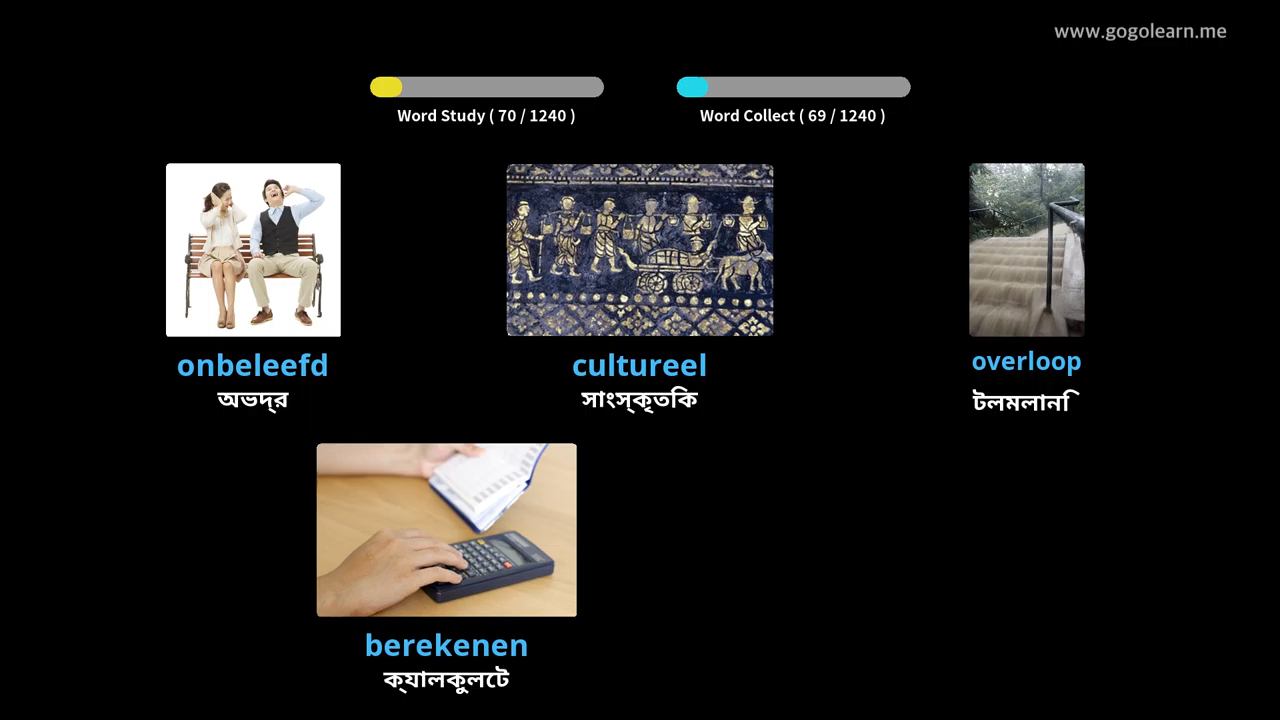 www.gogolearn.me
Word Study ( 70 / 1240 )
Word Collect ( 69 / 1240 )
onbeleefd
cultureel
overloop
অভদ্র
সাংস্কৃতিক
টলমলানি
berekenen
ক্যালকুলেট